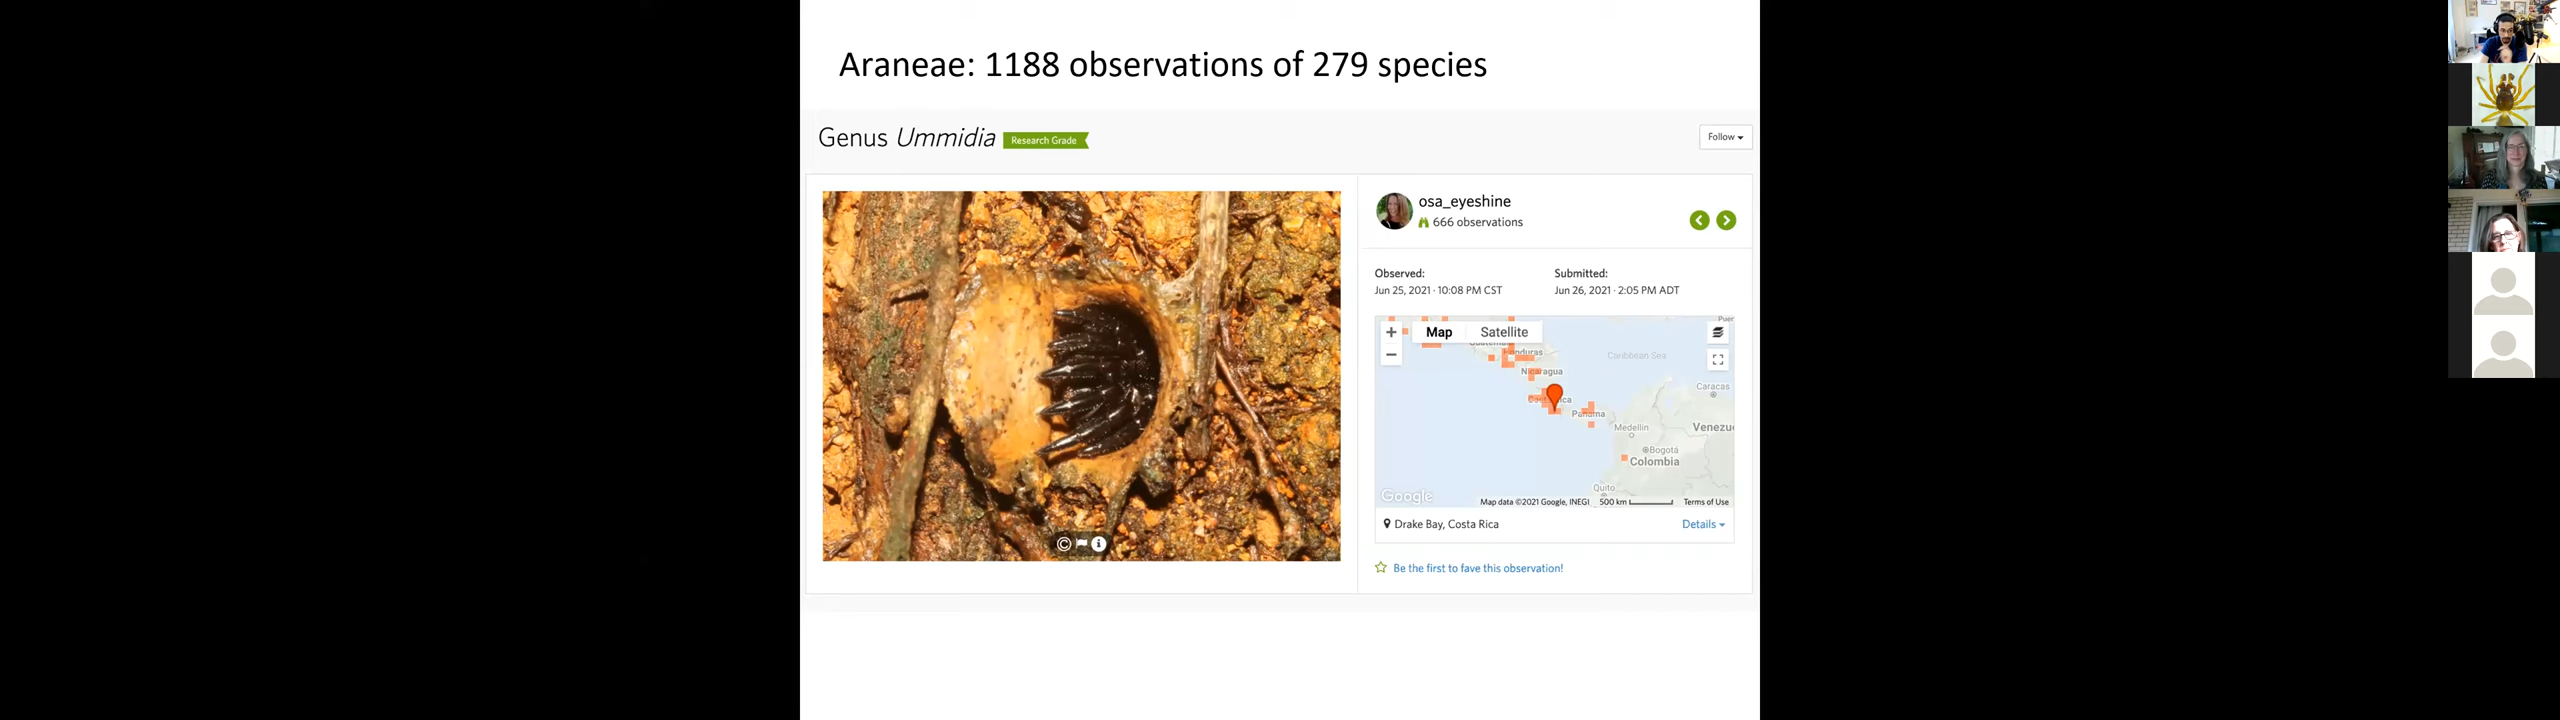 Araneae: 1188 observations of 279 species
Genus Ummidia Research Grade
Follow
osa_eyeshine
666 observations
Observed: Submitted:
Jun 25, 2021 · 10:08 PM CST Jun 26, 2021 · 2:05 PM ADT
+ Map Satellite
−
Honduras
Caribbean Sea
Nicaragua
Caracas
Panama
Medellín
Venezu
Bogotá
Colombia
Quito
Google Map data ©2021 Google, INEGI 500 km Terms of Use
Drake Bay, Costa Rica Details
Be the first to fave this observation!